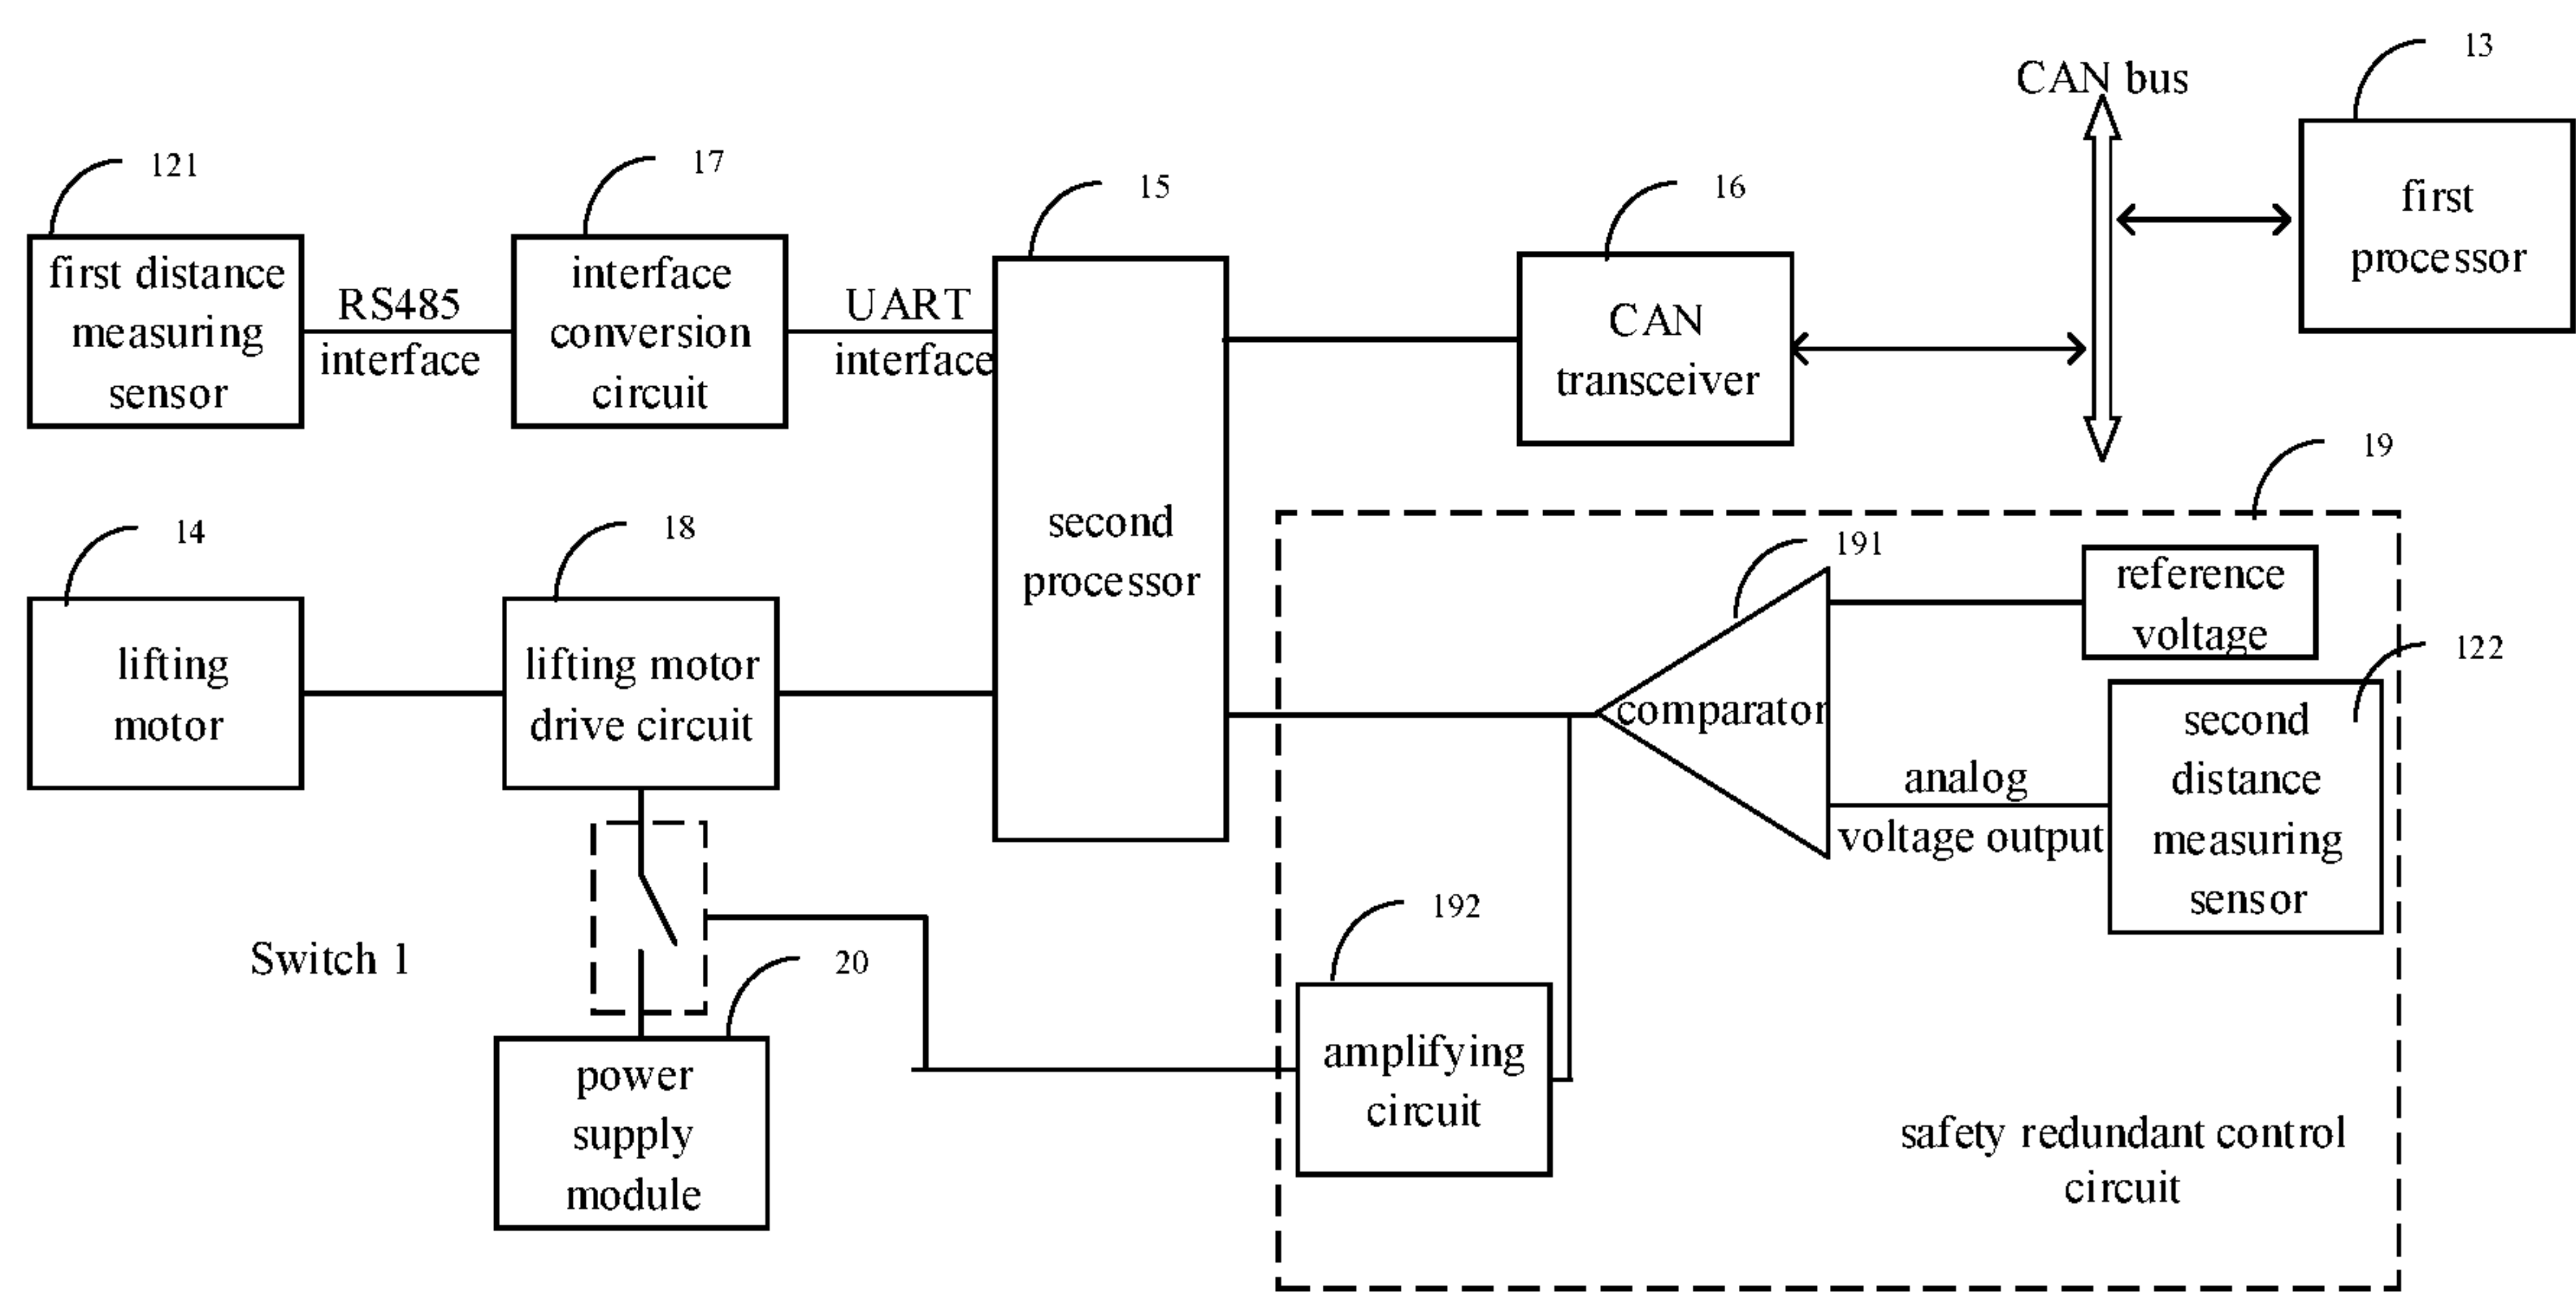 CAN bus
13
first
processor
121
17
15
16
first distance
measuring
sensor
RS485
interface
interface
conversion
circuit
UART
interface
CAN
transceiver
19
14
18
second
processor
191
reference
voltage
122
lifting
motor
lifting motor
drive circuit
comparator
analog
voltage output
second
distance
measuring
sensor
Switch 1
20
192
power
supply
module
amplifying
circuit
safety redundant control
circuit